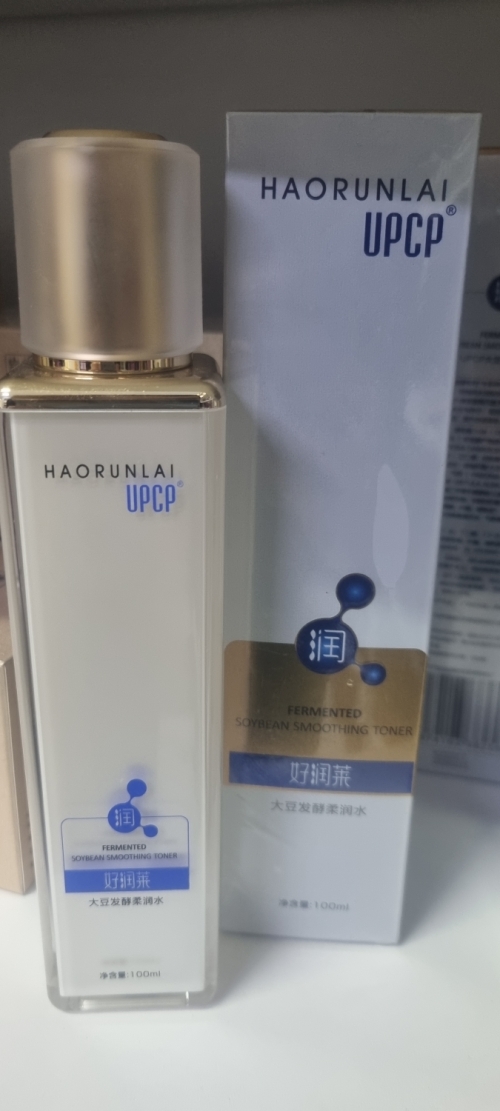 HAORUNLAI
UPCP®
润
FERMENTED
SOYBEAN SMOOTHING TONER
好润莱
大豆发酵柔润水
净含量:100ml
HAORUNLAI
UPCP®
润
FERMENTED
SOYBEAN SMOOTHING TONER
好润莱
大豆发酵柔润水
净含量:100ml